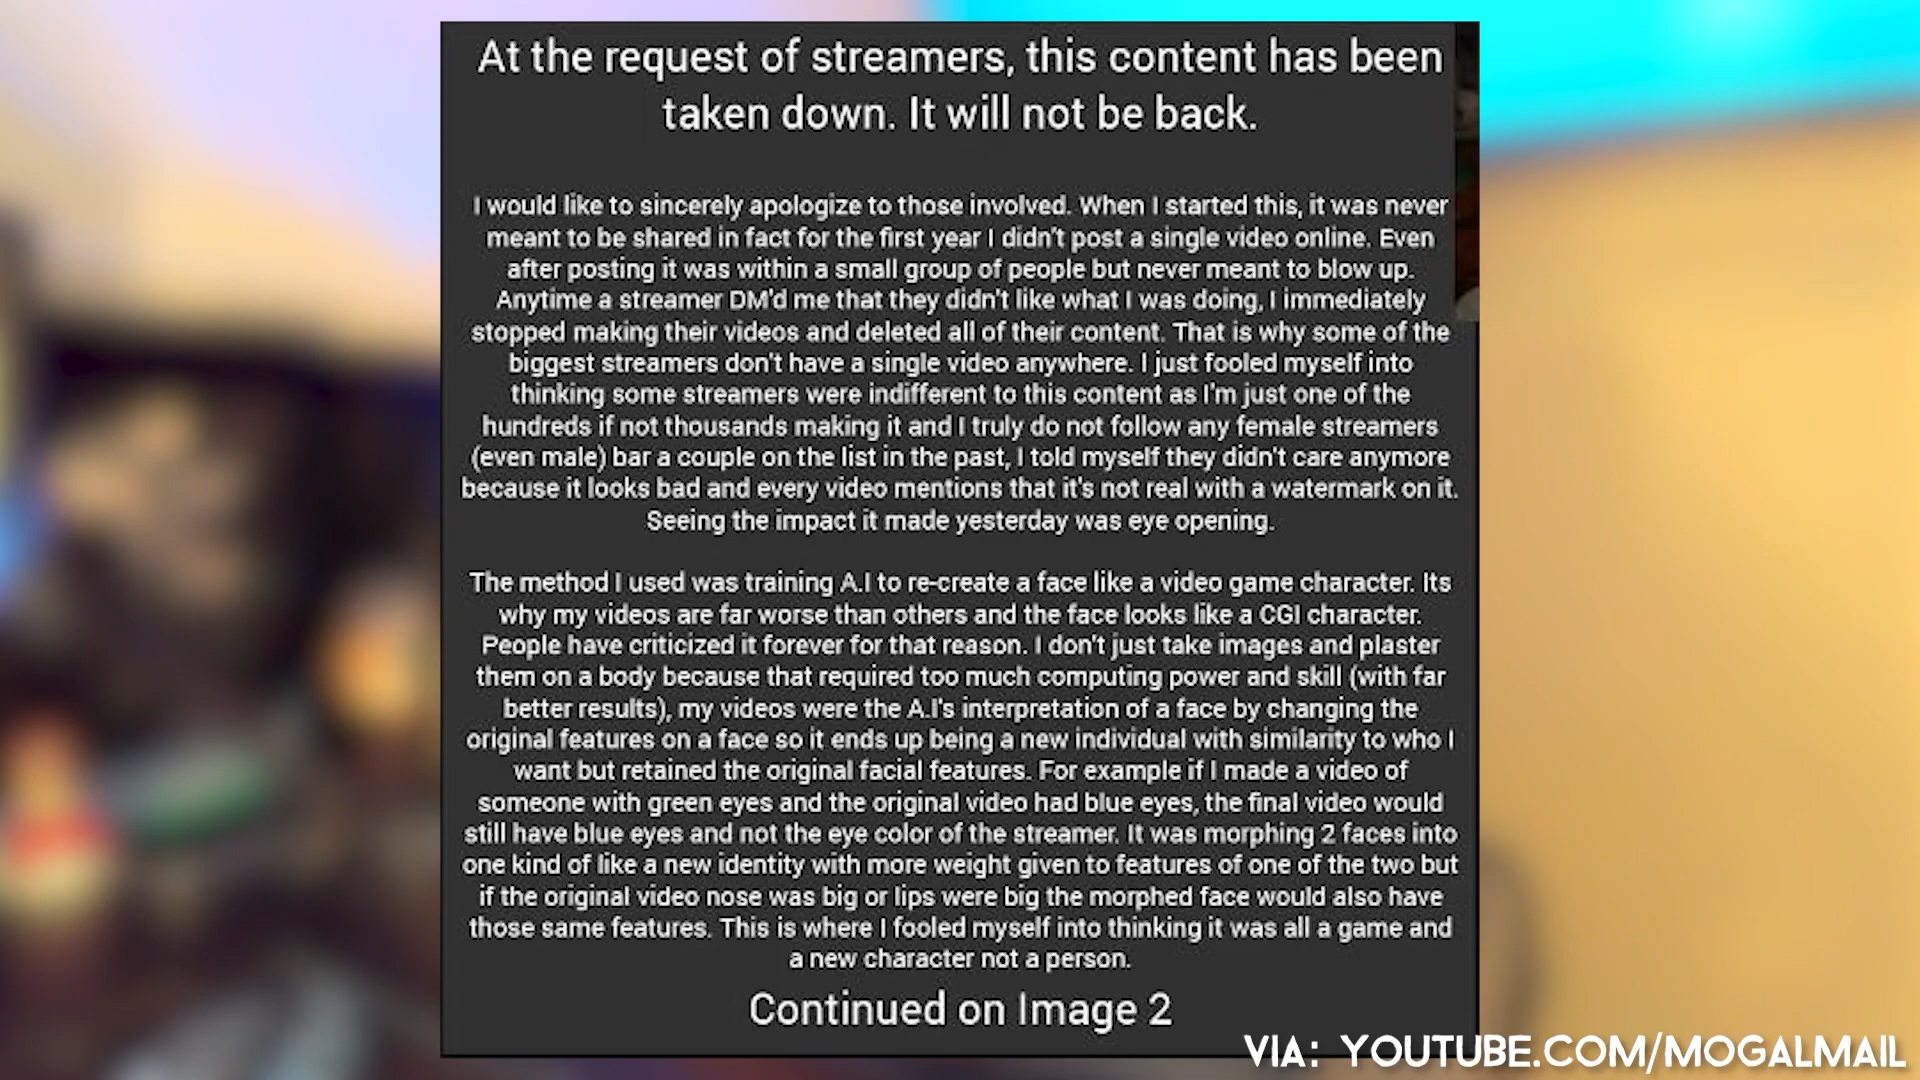 At the request of streamers, this content has been
taken down. It will not be back.
I would like to sincerely apologize to those involved. When I started this, it was never
meant to be shared in fact for the first year I didn't post a single video online. Even
after posting it was within a small group of people but never meant to blow up.
Anytime a streamer DM'd me that they didn't like what I was doing, I immediately
stopped making their videos and deleted all of their content. That is why some of the
biggest streamers don't have a single video anywhere. I just fooled myself into
thinking some streamers were indifferent to this content as I'm just one of the
hundreds if not thousands making it and I truly do not follow any female streamers
(even male) bar a couple on the list in the past, I told myself they didn't care anymore
because it looks bad and every video mentions that it's not real with a watermark on it.
Seeing the impact it made yesterday was eye opening.
The method I used was training A.I to re-create a face like a video game character. Its
why my videos are far worse than others and the face looks like a CGI character.
People have criticized it forever for that reason. I don't just take images and plaster
them on a body because that required too much computing power and skill (with far
better results), my videos were the A.I's interpretation of a face by changing the
original features on a face so it ends up being a new individual with similarity to who I
want but retained the original facial features. For example if I made a video of
someone with green eyes and the original video had blue eyes, the final video would
still have blue eyes and not the eye color of the streamer. It was morphing 2 faces into
one kind of like a new identity with more weight given to features of one of the two but
if the original video nose was big or lips were big the morphed face would also have
those same features. This is where I fooled myself into thinking it was all a game and
a new character not a person.
Continued on Image 2
VIA: YOUTUBE.COM/MOGALMAIL